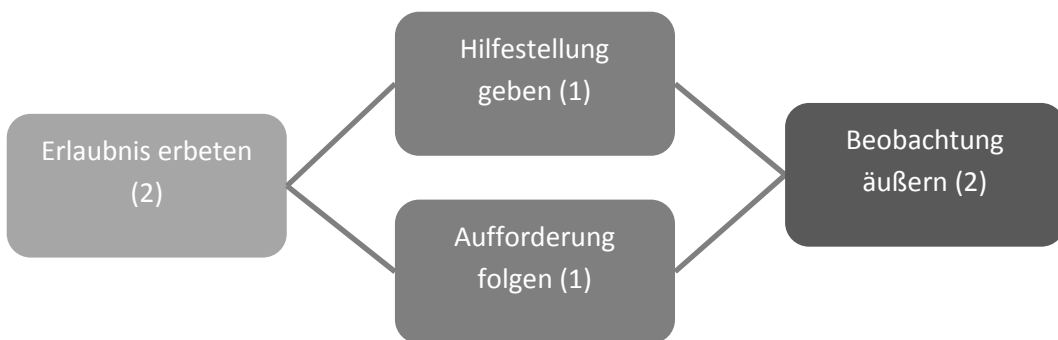 Erlaubnis erbeten
(2)
Hilfestellung
geben (1)
Aufforderung
folgen (1)
Beobachtung
äußern (2)